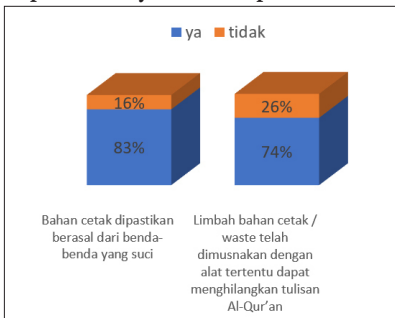 ya tidak
16%
83%
26%
74%
Bahan cetak dipastikan
berasal dari benda-
benda yang suci
Limbah bahan cetak /
waste telah
dimusnakan dengan
alat tertentu dapat
menghilangkan tulisan
Al-Qur'an